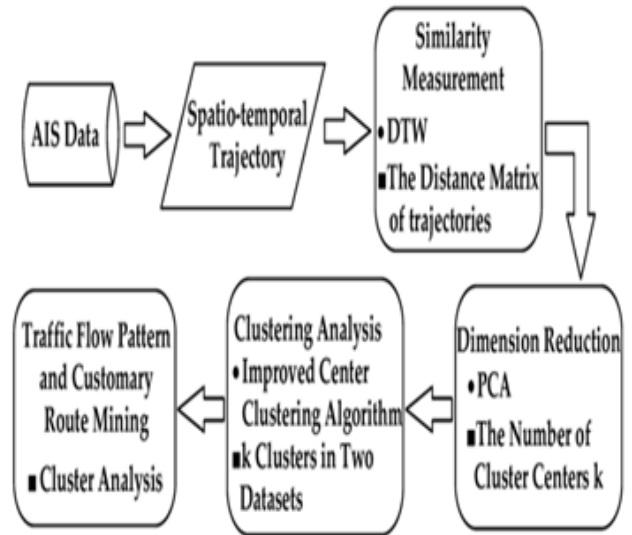 AIS Data
Spatio-temporal
Trajectory
Similarity
Measurement
•DTW
■The Distance Matrix
of trajectories
Dimension Reduction
•PCA
■The Number of
Cluster Centers k
Clustering Analysis
•Improved Center
Clustering Algorithm
■k Clusters in Two
Datasets
Traffic Flow Pattern
and Customary
Route Mining
■Cluster Analysis